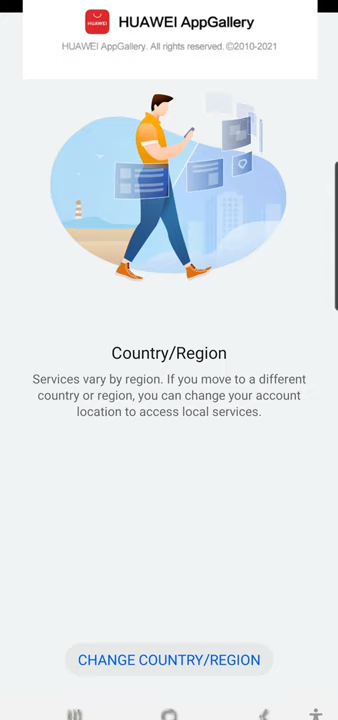 HUAWEI
HUAWEI AppGallery
HUAWEI AppGallery. All rights reserved. ©2010-2021
Country/Region
Services vary by region. If you move to a different
country or region, you can change your account
location to access local services.
CHANGE COUNTRY/REGION